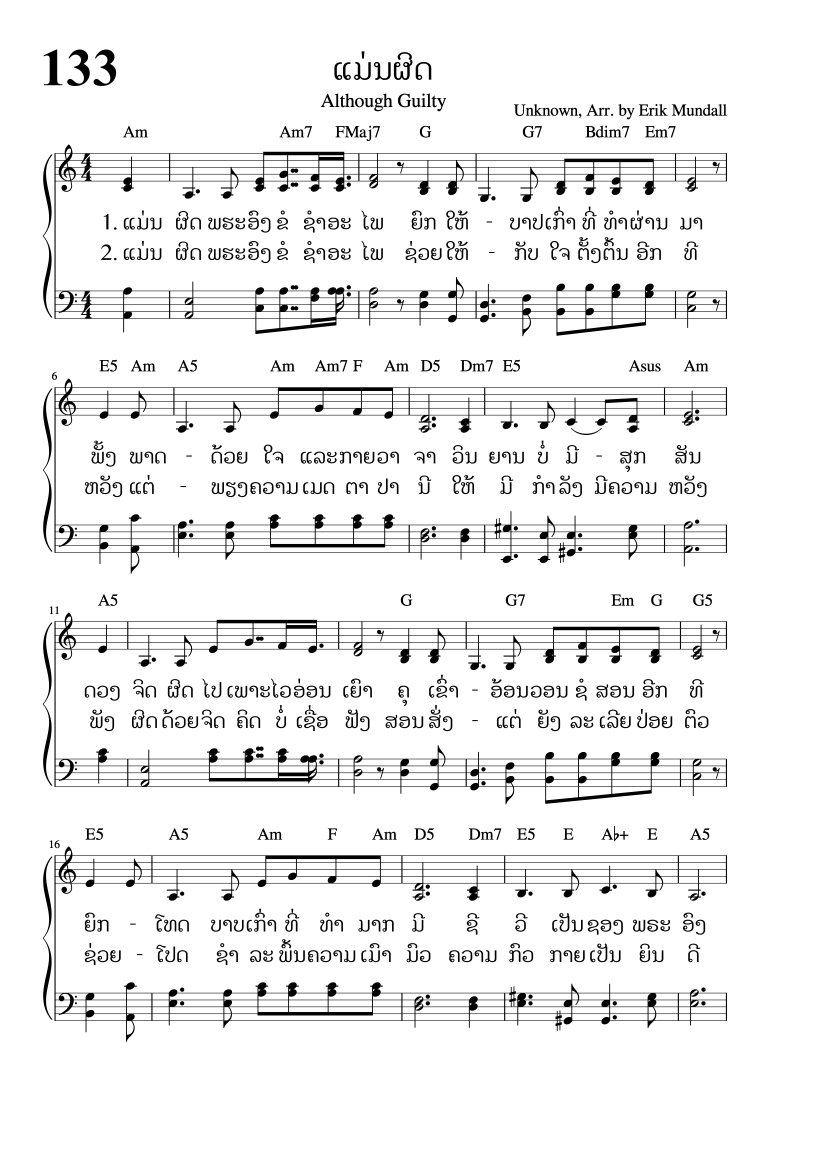 133
ແມ່ນຜິດ
Although Guilty
Unknown, Arr. by Erik Mundall
Am Am7 FMaj7 G G7 Bdim7 Em7
1. ແມ່ນ ຜິດ ພຣະອົງ ຂໍ ຊຳອະ ໄພ ຍົກ ໃຫ້ - ບາປເກົ່າ ທີ່ ທຳຜ່ານ ມາ
2. ແມ່ນ ຜິດ ພຣະອົງ ຂໍ ຊຳອະ ໄພ ຊ່ວຍໃຫ້ - ກັບ ໃຈ ຕັ້ງຕົ້ນ ອີກ ທີ
6 E5 Am A5 Am Am7 F Am D5 Dm7 E5 Asus Am
ພັ້ງ ພາດ - ດ້ວຍ ໃຈ ແລະກາຍວາ ຈາ ວິນ ຍານ ບໍ່ ມີ - ສຸກ ສັນ
ຫວັງ ແຕ່ - ພຽງຄວາມເມດ ຕາ ປາ ນີ ໃຫ້ ມີ ກຳລັງ ມີຄວາມ ຫວັງ
11 A5 G G7 Em G G5
ດວງ ຈິດ ຜິດ ໄປ ເພາະໄວອ່ອນ ເຍົາ ຄຸ ເຂົ່າ - ອ້ອນວອນ ຊໍ ສອນ ອີກ ທີ
ພັງ ຜິດດ້ວຍຈິດ ຄິດ ບໍ່ ເຊື່ອ ຟັງ ສອນ ສັ່ງ - ແຕ່ ຍັງ ລະ ເລີຍ ປ່ອຍ ຕົວ
16 E5 A5 Am F Am D5 Dm7 E5 E A♭+ E A5
ຍົກ - ໂທດ ບາບເກົ່າ ທີ່ ທຳ ມາກ ມີ ຊີ ວີ ເປັນຊອງ ພຣະ ອົງ
ຊ່ວຍ - ໂປດ ຊຳ ລະ ພົ້ນຄວາມ ເມົາ ມົວ ຄວາມ ກົວ ກາຍເປັນ ຍິນ ດີ